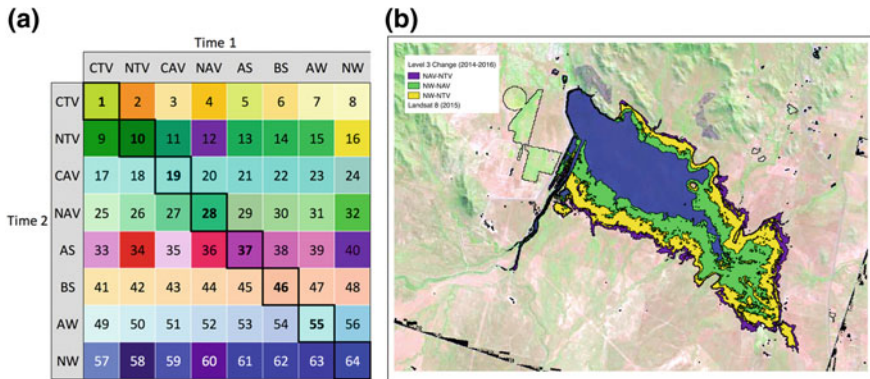 (a)
Time 1
CTV NTV CAV NAV AS BS AW NW
CTV 1 2 3 4 5 6 7 8
NTV 9 10 11 12 13 14 15 16
CAV 17 18 19 20 21 22 23 24
Time 2
NAV 25 26 27 28 29 30 31 32
AS 33 34 35 36 37 38 39 40
BS 41 42 43 44 45 46 47 48
AW 49 50 51 52 53 54 55 56
NW 57 58 59 60 61 62 63 64
(b)
Level 3 Change (2014-2016)
NAV-NTV
NW-NAV
NW-NTV
Landsat 8 (2015)